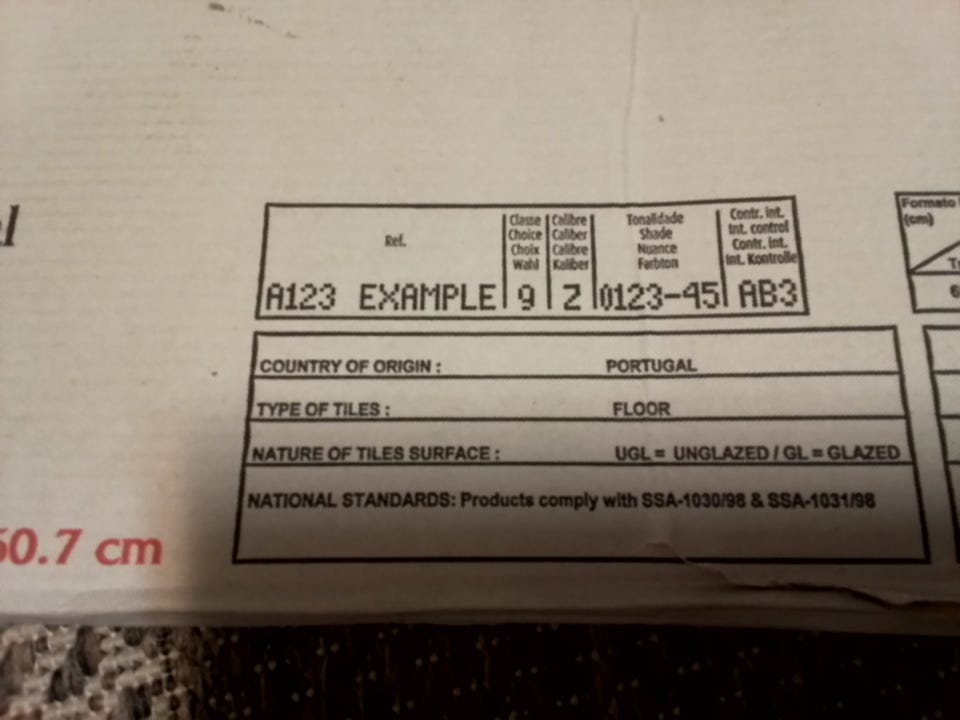 Ref.
Classe
Choice
Choix
Wahl
Calibre
Caliber
Calibre
Kaliber
Tonalidade
Shade
Nuance
Farbton
Contr. int.
Int. control
Contr. int.
Int. Kontrolle
A123 EXAMPLE 9 Z 0123-45 AB3
Formato
(cm)
6
COUNTRY OF ORIGIN : PORTUGAL
TYPE OF TILES : FLOOR
NATURE OF TILES SURFACE : UGL = UNGLAZED / GL = GLAZED
NATIONAL STANDARDS: Products comply with SSA-1030/98 & SSA-1031/98
60.7 cm